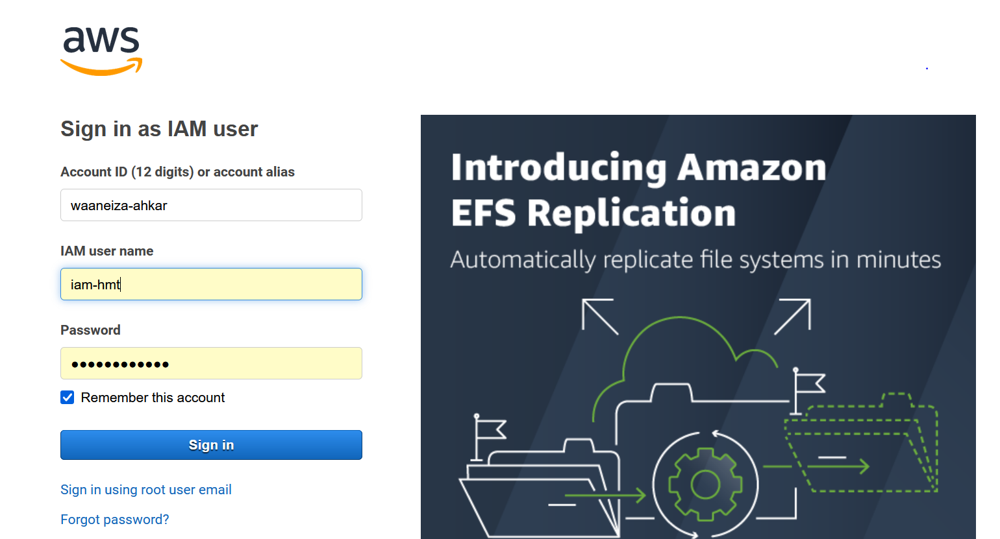 aws
Sign in as IAM user
Account ID (12 digits) or account alias
waaneiza-ahkar
IAM user name
iam-hmt
Password
••••••••••••
Remember this account
Sign in
Sign in using root user email
Forgot password?
Introducing Amazon
EFS Replication
Automatically replicate file systems in minutes